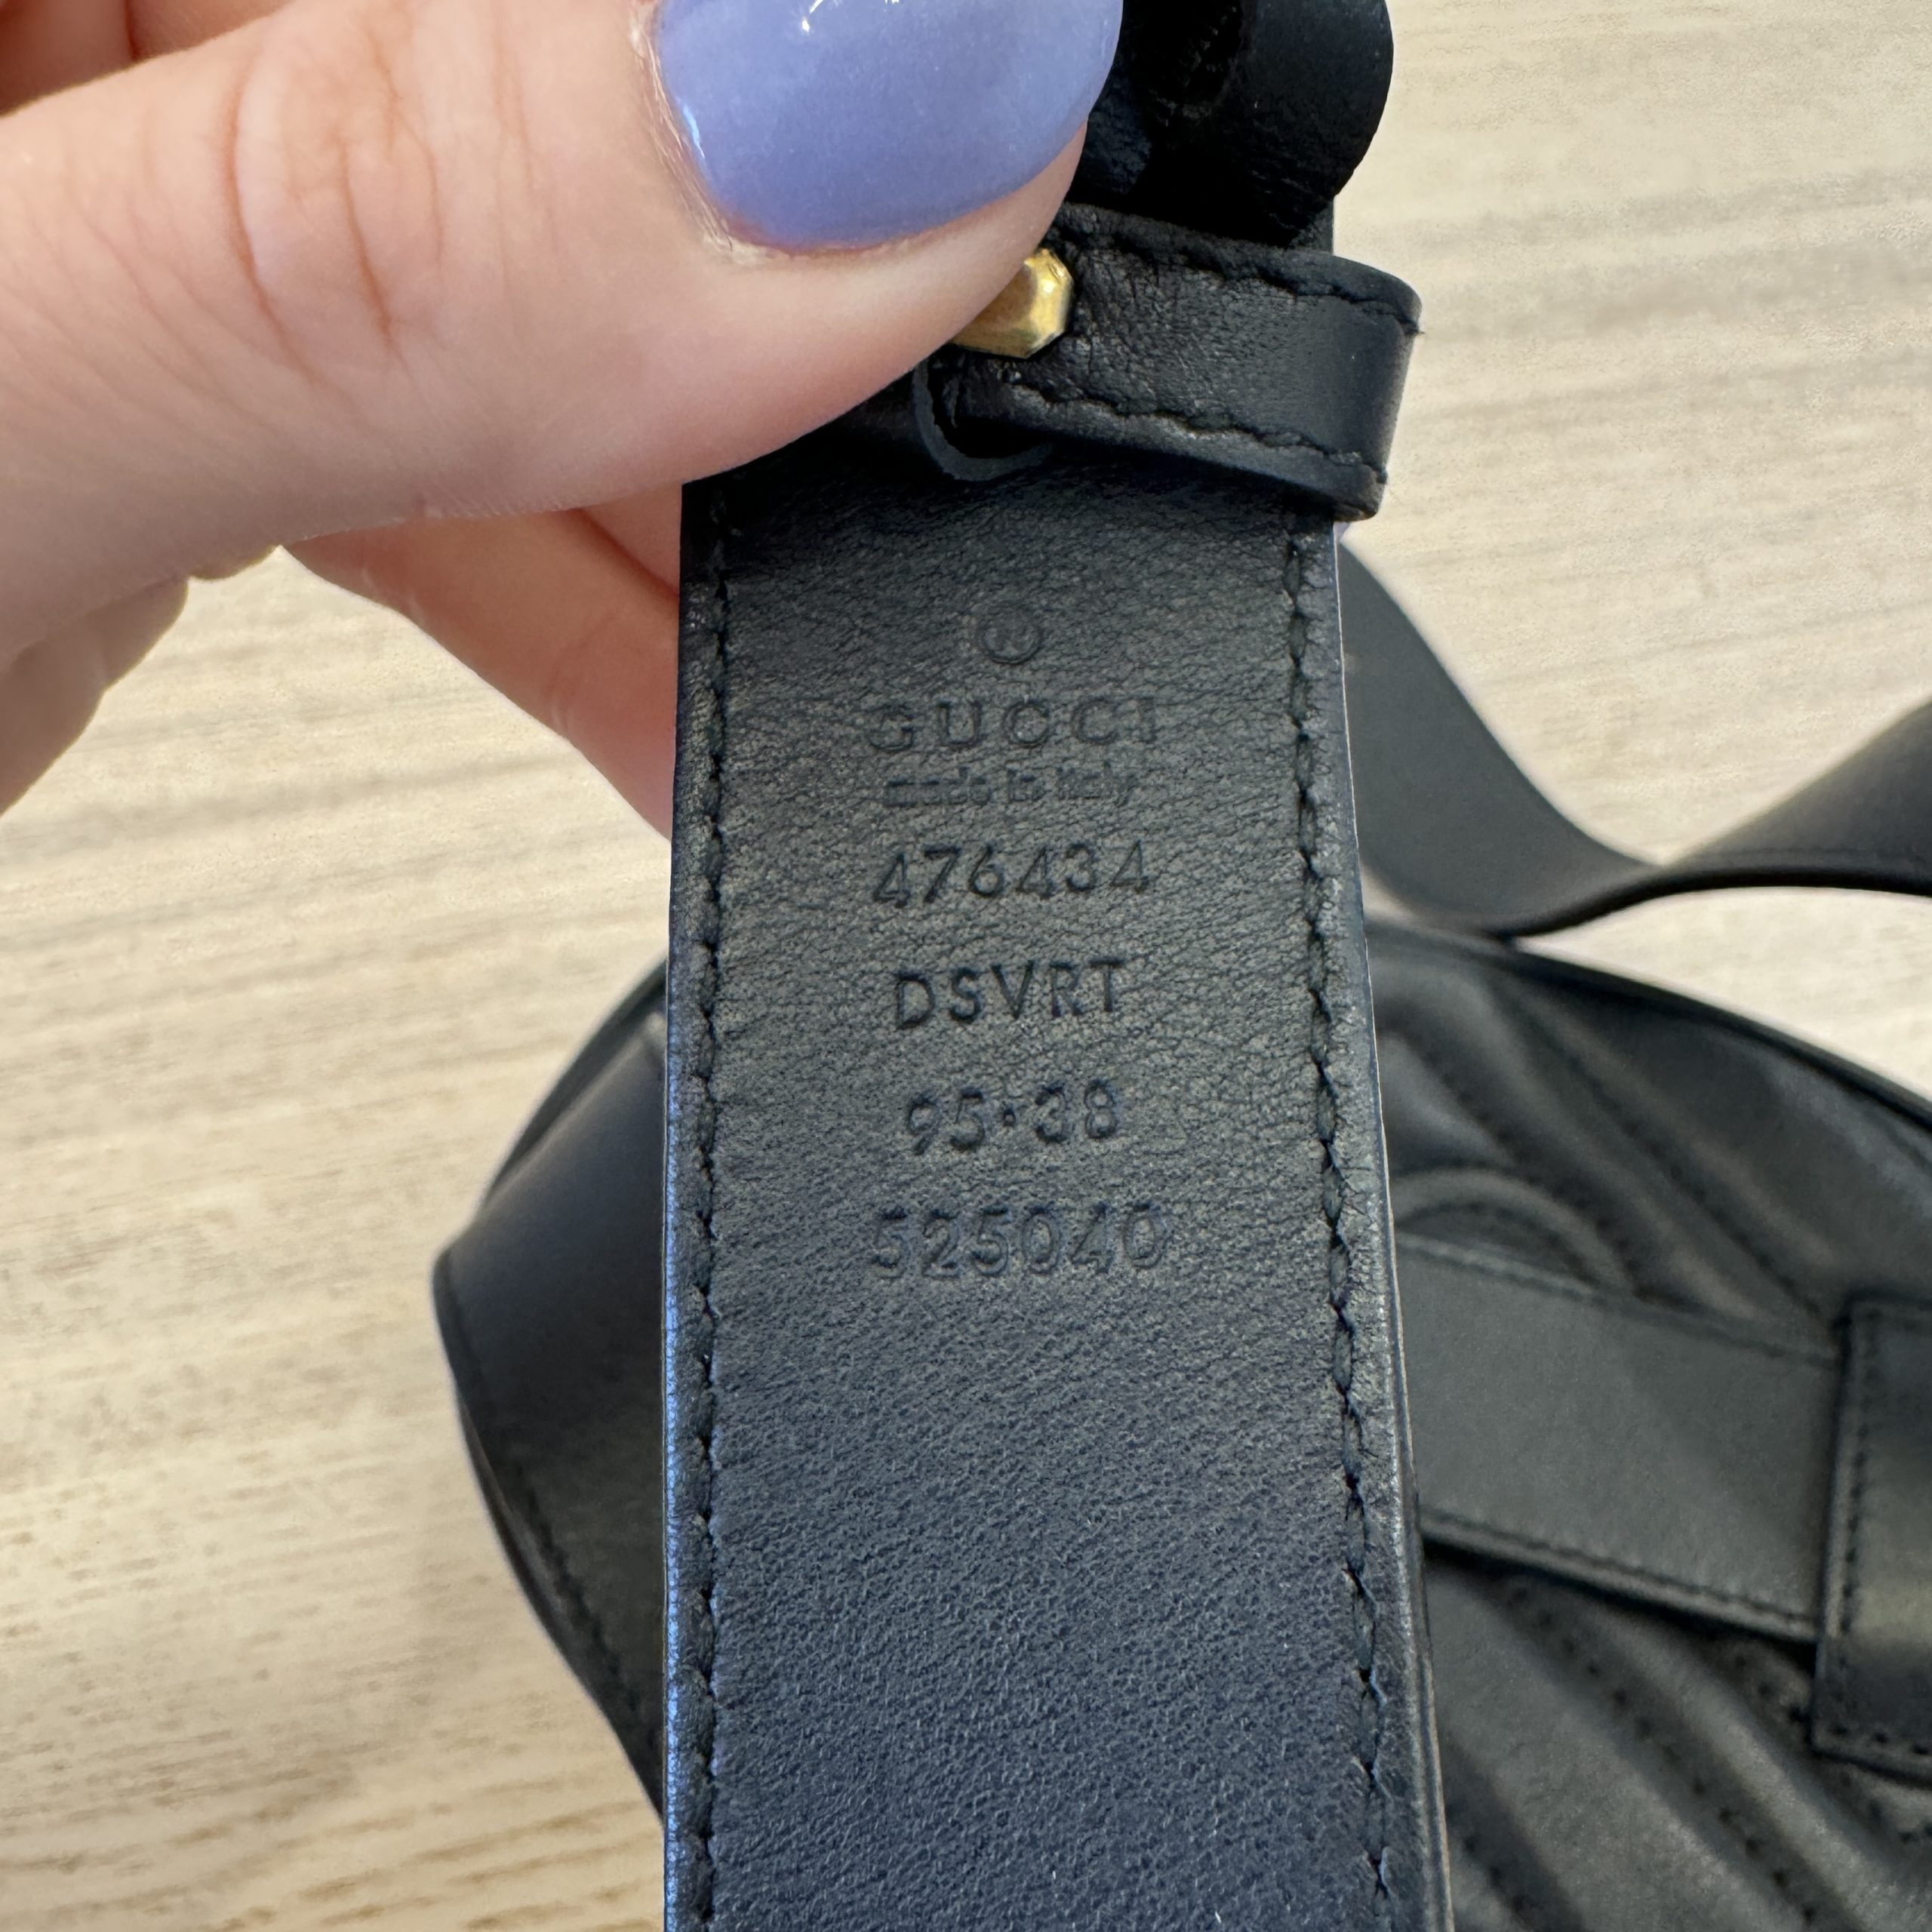 ®
GUCCI
made in italy
476434
DSVRT
95·38
525040